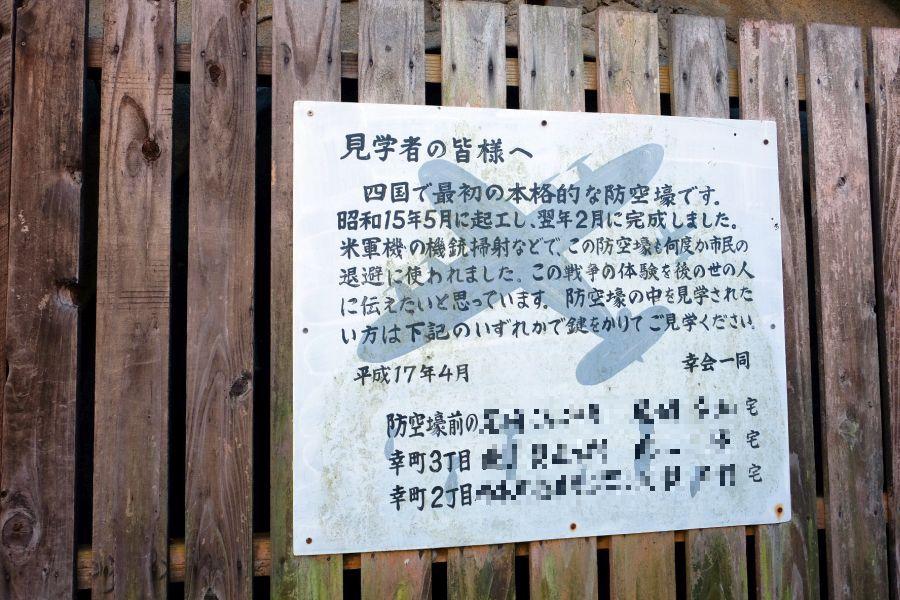 見学者の皆様へ
四国で最初の本格的な防空壕です。
昭和15年5月に起工し、翌年2月に完成しました。
米軍機の機銃掃射などで、この防空壕も何度か市民の
退避に使われました。この戦争の体験を後の世の人
に伝えたいと思っています。防空壕の中を見学された
い方は下記のいずれかで鍵をかりてご見学ください。
平成17年4月 幸会一同
防空壕前の 宅
幸町3丁目 宅
幸町2丁目 宅